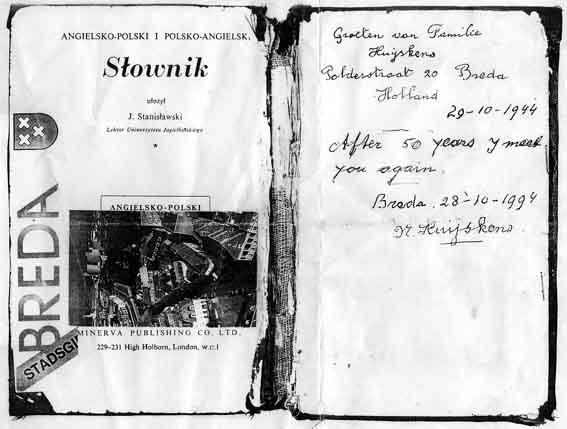 ANGIELSKO-POLSKI I POLSKO-ANGIELSK
Słownik
ułożył
J. Stanisławski
Lektor Uniwersytetu Jagiellońskiego
*
ANGIELSKO-POLSKI
BREDA
STADSGI
MINERVA PUBLISHING CO. LTD.
229-231 High Holborn, London, W.C.1
Groeten van Familie
Huijskens
Polderstraat 20 Breda
Holland
29-10-1944
After 50 years y meet
you again.
Breda. 28-10-1994
Huijskens